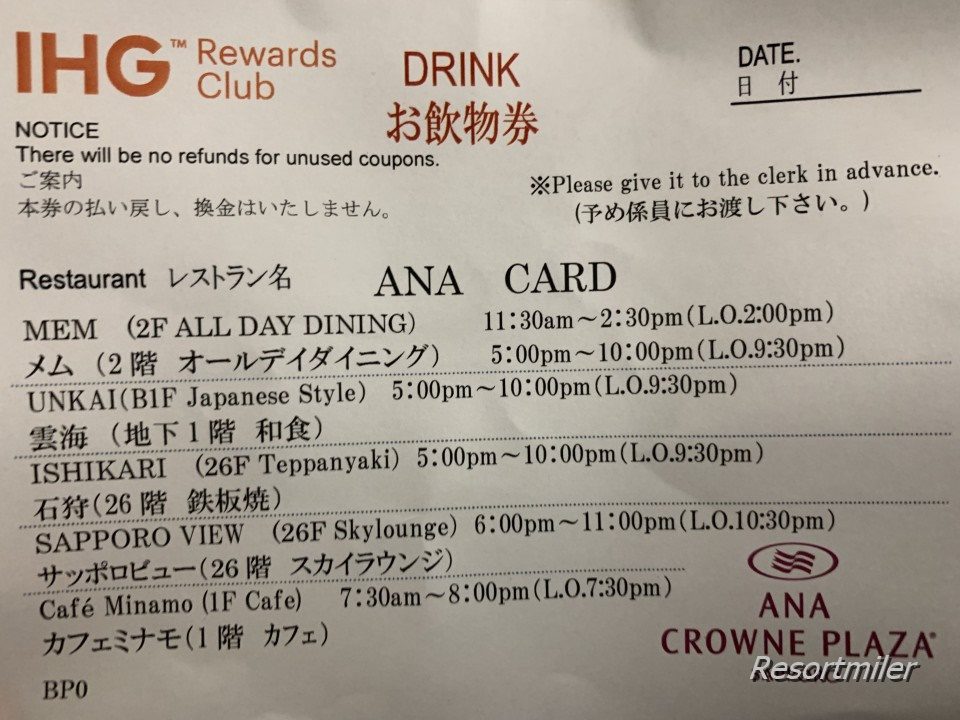 IHG™ Rewards Club
DRINK
お飲物券
DATE.
日 付
NOTICE
There will be no refunds for unused coupons.
ご案内
本券の払い戻し、換金はいたしません。
※Please give it to the clerk in advance.
(予め係員にお渡し下さい。)
Restaurant レストラン名 ANA CARD
MEM (2F ALL DAY DINING) 11:30am～2:30pm(L.O.2:00pm)
メム (2階 オールデイダイニング) 5:00pm～10:00pm(L.O.9:30pm)
UNKAI(B1F Japanese Style) 5:00pm～10:00pm(L.O.9:30pm)
雲海 (地下1階 和食)
ISHIKARI (26F Teppanyaki) 5:00pm～10:00pm(L.O.9:30pm)
石狩(26階 鉄板焼)
SAPPORO VIEW (26F Skylounge) 6:00pm～11:00pm(L.O.10:30pm)
サッポロビュー(26階 スカイラウンジ)
Café Minamo (1F Cafe) 7:30am～8:00pm(L.O.7:30pm)
カフェミナモ(1階 カフェ)
ANA
CROWNE PLAZA®
Resortmiler
BP0